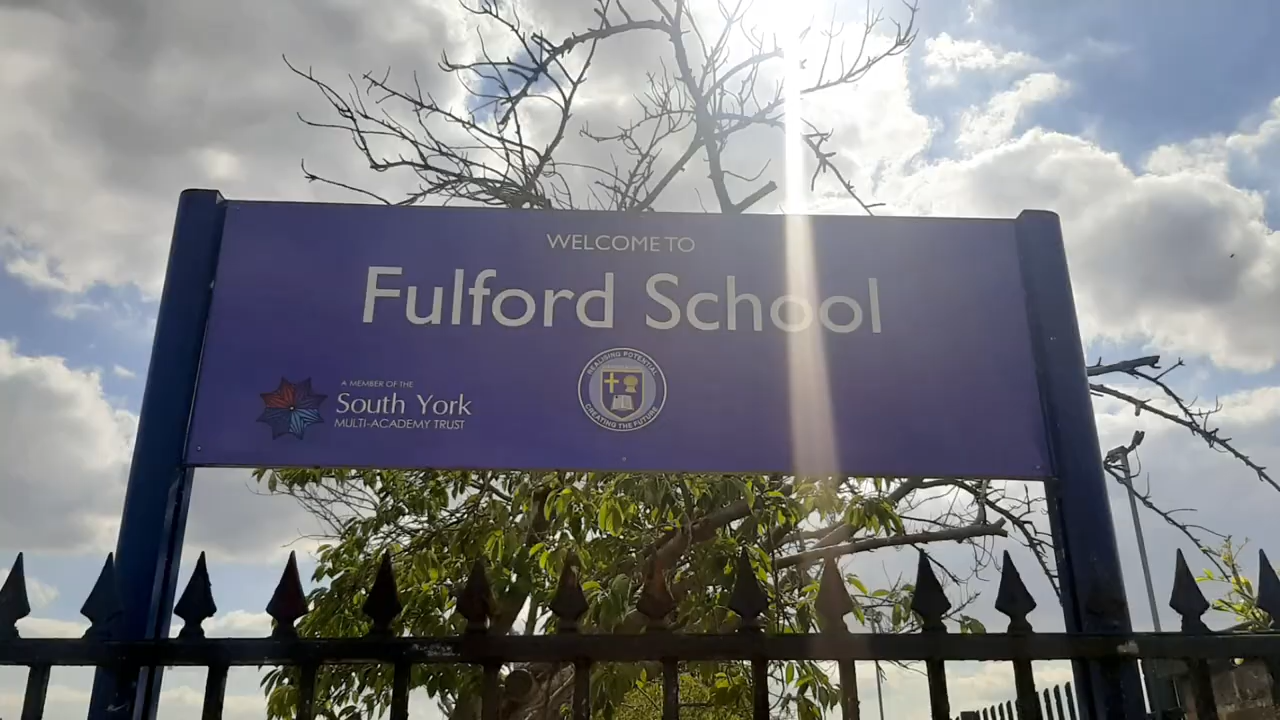 WELCOME TO
Fulford School
A MEMBER OF THE
South York
MULTI-ACADEMY TRUST
REALISING POTENTIAL
CREATING THE FUTURE